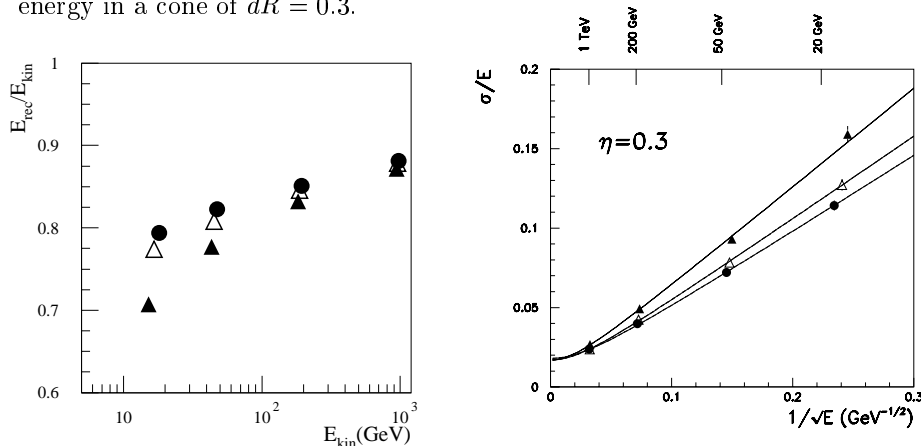 energy in a cone of dR = 0.3.
E_rec/E_kin
1
0.9
0.8
0.7
0.6
10
10^2
10^3
E_kin(GeV)
1 TeV
200 GeV
50 GeV
20 GeV
σ/E
η=0.3
0.2
0.15
0.1
0.05
0
0
0.1
0.2
0.3
1/√E (GeV^-1/2)